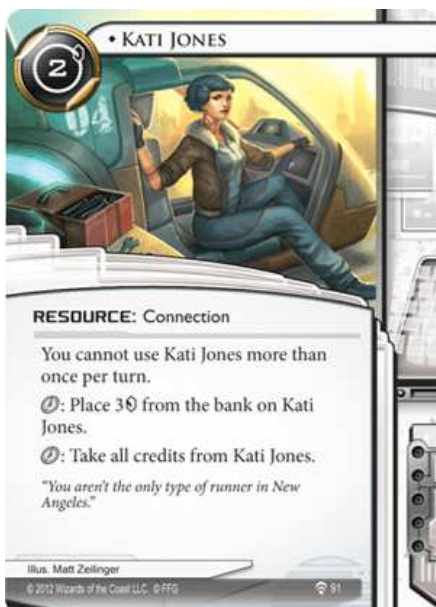 2
• KATI JONES
RESOURCE: Connection
You cannot use Kati Jones more than
once per turn.
: Place 3 from the bank on Kati
Jones.
: Take all credits from Kati Jones.
"You aren't the only type of runner in New
Angeles."
Illus. Matt Zeilinger
© 2012 Wizards of the Coast LLC. © FFG
91